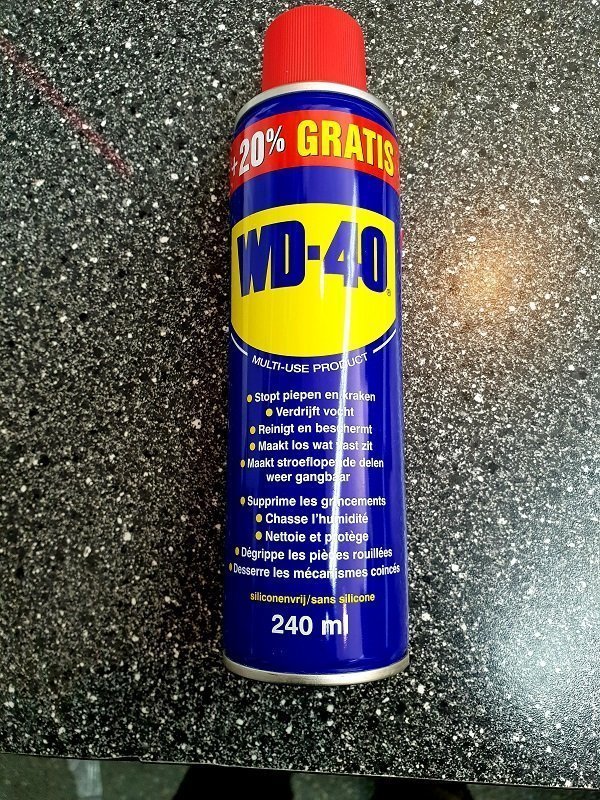 +20% GRATIS
WD-40®
MULTI-USE PRODUCT
• Stopt piepen en kraken
• Verdrijft vocht
• Reinigt en beschermt
• Maakt los wat vast zit
• Maakt stroeflopende delen
weer gangbaar
• Supprime les grincements
• Chasse l'humidité
• Nettoie et protège
• Dégrippe les pièces rouillées
• Desserre les mécanismes coincés
siliconenvrij/sans silicone
240 ml